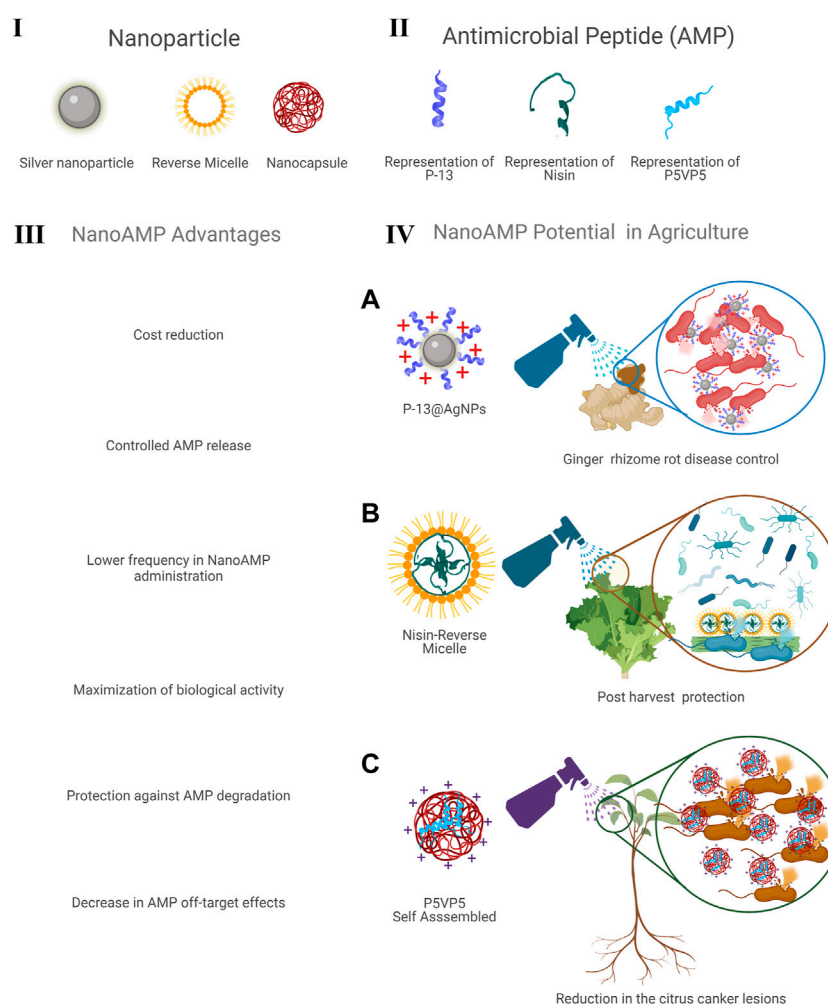 I
Nanoparticle
Silver nanoparticle
Reverse Micelle
Nanocapsule
II
Antimicrobial Peptide (AMP)
Representation of
P-13
Representation of
Nisin
Representation of
P5VP5
III
NanoAMP Advantages
Cost reduction
Controlled AMP release
Lower frequency in NanoAMP
administration
Maximization of biological activity
Protection against AMP degradation
Decrease in AMP off-target effects
IV
NanoAMP Potential in Agriculture
A
P-13@AgNPs
Ginger rhizome rot disease control
B
Nisin-Reverse
Micelle
Post harvest protection
C
P5VP5
Self Asssembled
Reduction in the citrus canker lesions